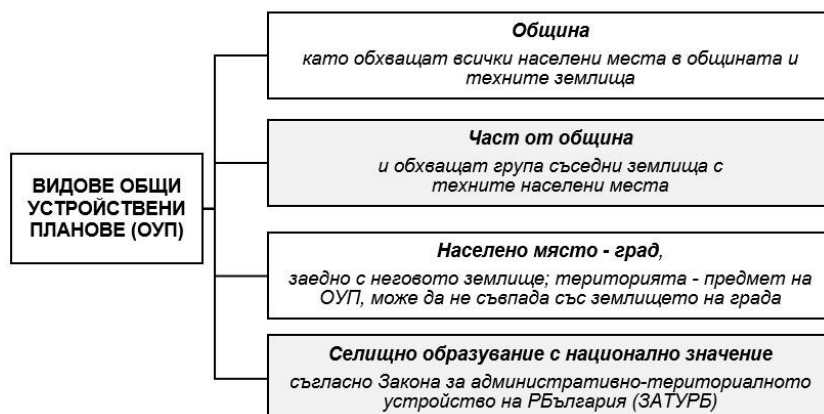 ВИДОВЕ ОБЩИ
УСТРОЙСТВЕНИ
ПЛАНОВЕ (ОУП)
Община
като обхващат всички населени места в общината и
техните землища
Част от община
и обхващат група съседни землища с
техните населени места
Населено място - град,
заедно с неговото землище; територията - предмет на
ОУП, може да не съвпада със землището на града
Селищно образувание с национално значение
съгласно Закона за административно-териториалното
устройство на РБългария (ЗАТУРБ)